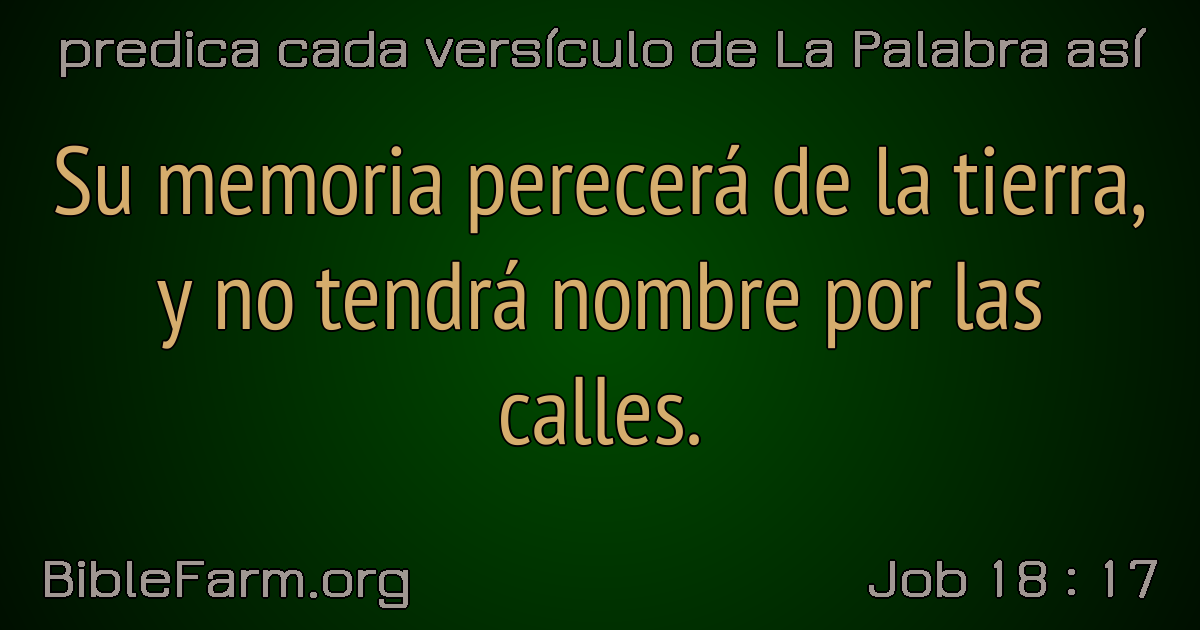 predica cada versículo de La Palabra así
Su memoria perecerá de la tierra,
y no tendrá nombre por las
calles.
BibleFarm.org
Job 18 : 17